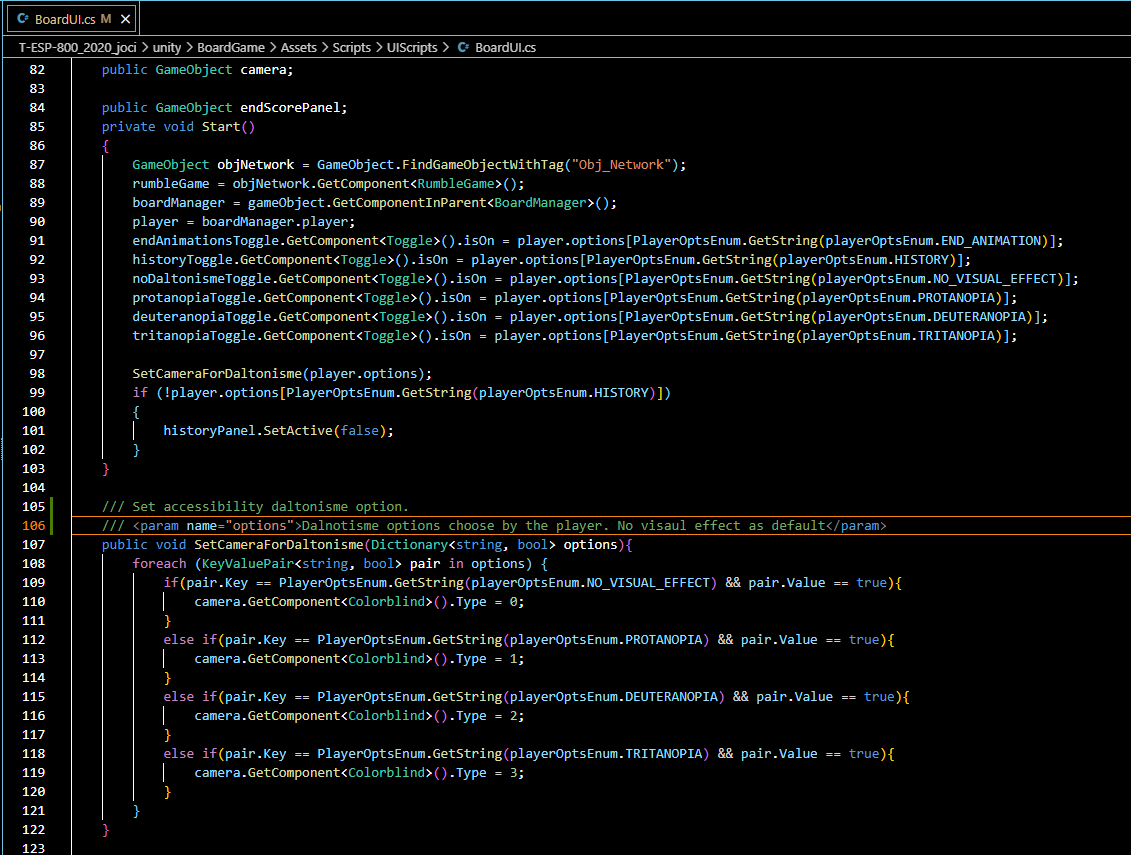 BoardUI.cs M ✕
T-ESP-800_2020_joci > unity > BoardGame > Assets > Scripts > UIScripts > BoardUI.cs
82 public GameObject camera;
83
84 public GameObject endScorePanel;
85 private void Start()
86 {
87 GameObject objNetwork = GameObject.FindGameObjectWithTag("Obj_Network");
88 rumbleGame = objNetwork.GetComponent<RumbleGame>();
89 boardManager = gameObject.GetComponentInParent<BoardManager>();
90 player = boardManager.player;
91 endAnimationsToggle.GetComponent<Toggle>().isOn = player.options[PlayerOptsEnum.GetString(playerOptsEnum.END_ANIMATION)];
92 historyToggle.GetComponent<Toggle>().isOn = player.options[PlayerOptsEnum.GetString(playerOptsEnum.HISTORY)];
93 noDaltonismeToggle.GetComponent<Toggle>().isOn = player.options[PlayerOptsEnum.GetString(playerOptsEnum.NO_VISUAL_EFFECT)];
94 protanopiaToggle.GetComponent<Toggle>().isOn = player.options[PlayerOptsEnum.GetString(playerOptsEnum.PROTANOPIA)];
95 deuteranopiaToggle.GetComponent<Toggle>().isOn = player.options[PlayerOptsEnum.GetString(playerOptsEnum.DEUTERANOPIA)];
96 tritanopiaToggle.GetComponent<Toggle>().isOn = player.options[PlayerOptsEnum.GetString(playerOptsEnum.TRITANOPIA)];
97
98 SetCameraForDaltonisme(player.options);
99 if (!player.options[PlayerOptsEnum.GetString(playerOptsEnum.HISTORY)])
100 {
101 historyPanel.SetActive(false);
102 }
103 }
104
105 /// Set accessibility daltonisme option.
106 /// <param name="options">Dalnotisme options choose by the player. No visaul effect as default</param>
107 public void SetCameraForDaltonisme(Dictionary<string, bool> options){
108 foreach (KeyValuePair<string, bool> pair in options) {
109 if(pair.Key == PlayerOptsEnum.GetString(playerOptsEnum.NO_VISUAL_EFFECT) && pair.Value == true){
110 camera.GetComponent<Colorblind>().Type = 0;
111 }
112 else if(pair.Key == PlayerOptsEnum.GetString(playerOptsEnum.PROTANOPIA) && pair.Value == true){
113 camera.GetComponent<Colorblind>().Type = 1;
114 }
115 else if(pair.Key == PlayerOptsEnum.GetString(playerOptsEnum.DEUTERANOPIA) && pair.Value == true){
116 camera.GetComponent<Colorblind>().Type = 2;
117 }
118 else if(pair.Key == PlayerOptsEnum.GetString(playerOptsEnum.TRITANOPIA) && pair.Value == true){
119 camera.GetComponent<Colorblind>().Type = 3;
120 }
121 }
122 }
123